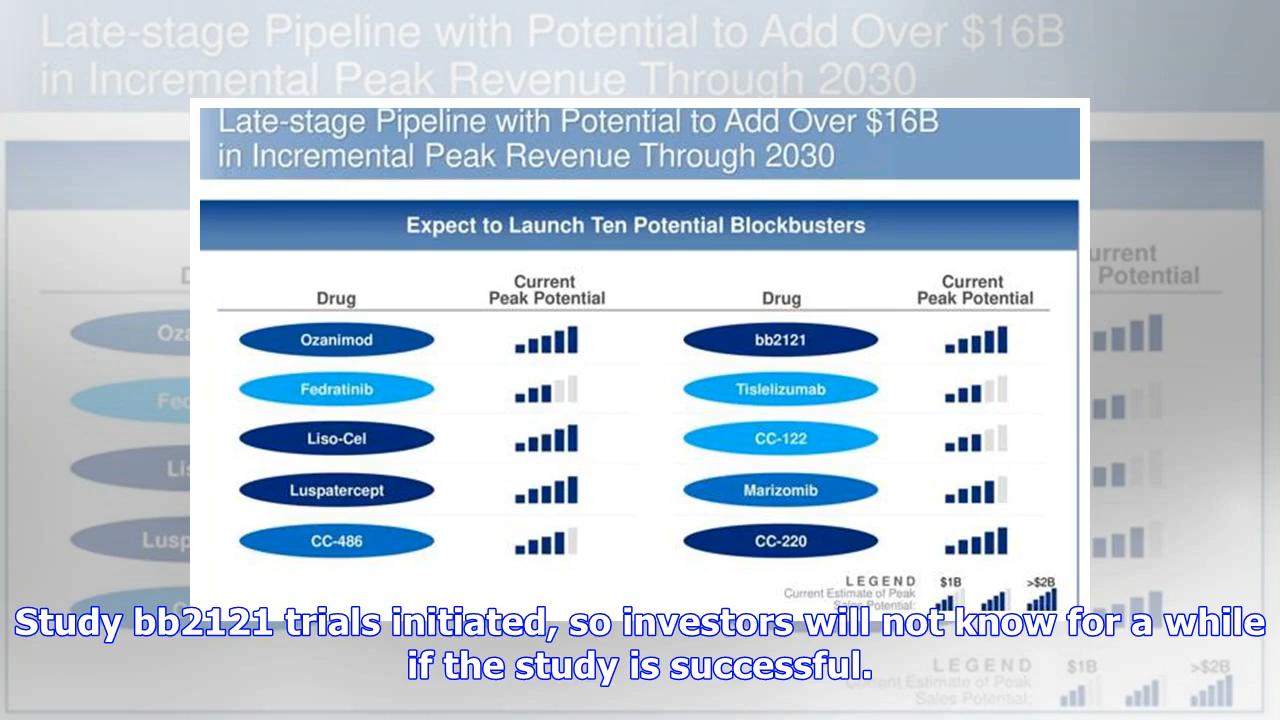 Late-stage Pipeline with Potential to Add Over $16B
in Incremental Peak Revenue Through 2030
Late-stage Pipeline with Potential to Add Over $16B
in Incremental Peak Revenue Through 2030
Expect to Launch Ten Potential Blockbusters
Drug
Current
Peak Potential
Drug
Current
Peak Potential
Ozanimod
bb2121
Fedratinib
Tislelizumab
Liso-Cel
CC-122
Luspatercept
Marizomib
CC-486
CC-220
LEGEND
Current Estimate of Peak
Sales Potential:
$1B
>$2B
Potential
Study bb2121 trials initiated, so investors will not know for a while
if the study is successful.
LEGEND
Estimate of Peak
Sales Potential:
$1B
>$2B